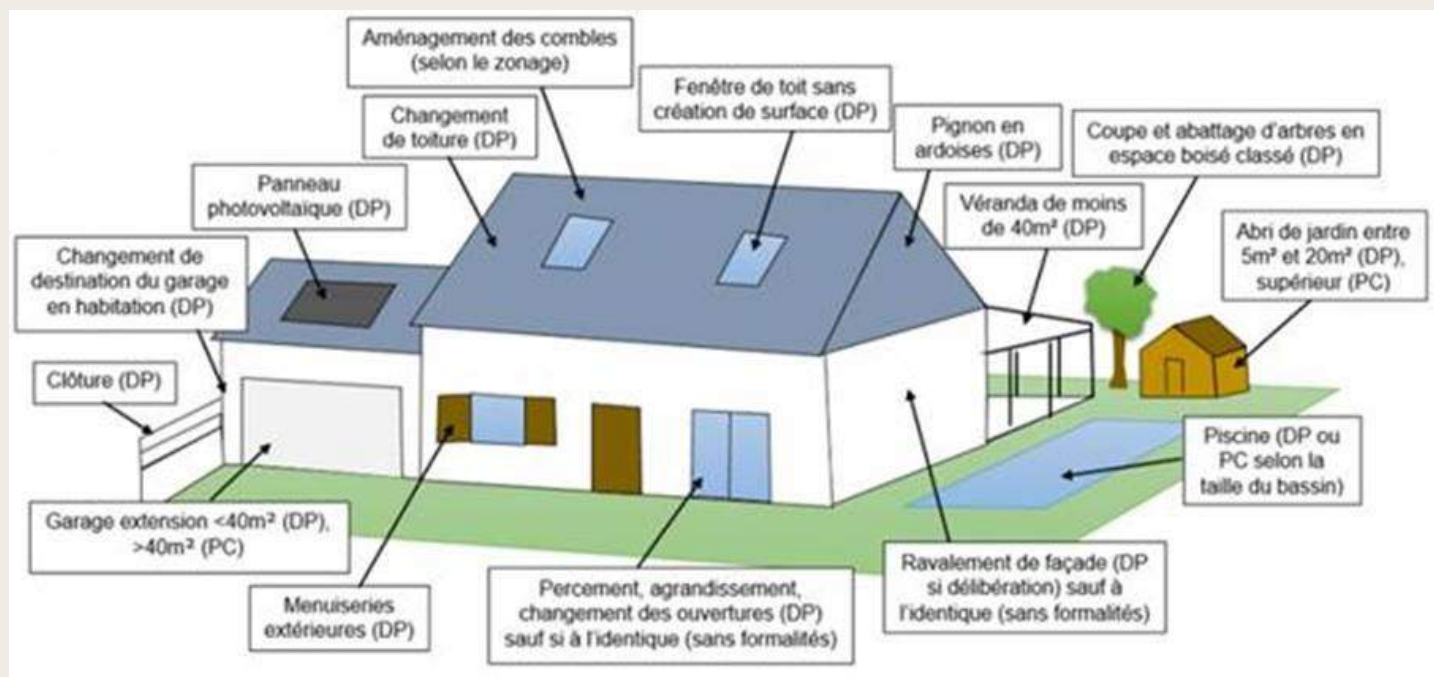 Aménagement des combles
(selon le zonage)
Fenêtre de toit sans
création de surface (DP)
Changement
de toiture (DP)
Pignon en
ardoises (DP)
Coupe et abattage d'arbres en
espace boisé classé (DP)
Panneau
photovoltaïque (DP)
Véranda de moins
de 40m² (DP)
Abri de jardin entre
5m² et 20m² (DP),
supérieur (PC)
Changement de
destination du garage
en habitation (DP)
Clôture (DP)
Piscine (DP ou
PC selon la
taille du bassin)
Garage extension <40m² (DP),
>40m² (PC)
Menuiseries
extérieures (DP)
Percement, agrandissement,
changement des ouvertures (DP)
sauf si à l'identique (sans formalités)
Ravalement de façade (DP
si délibération) sauf à
l'identique (sans formalités)